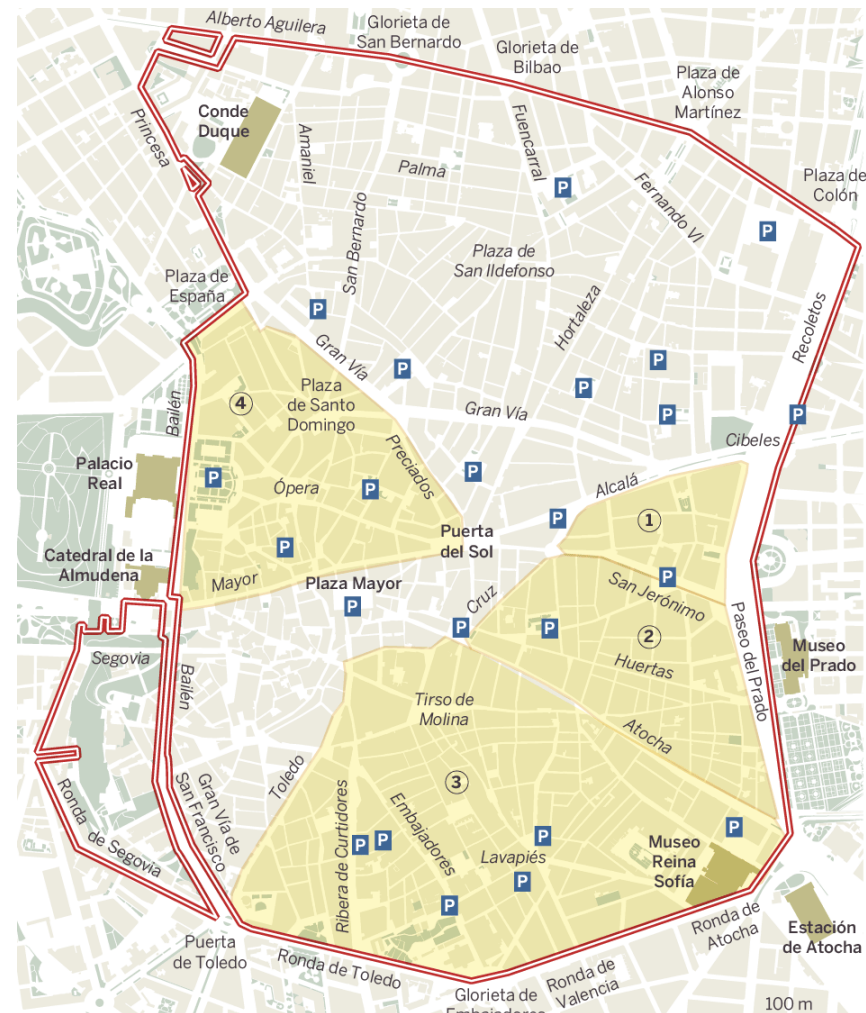 Alberto Aguilera
Glorieta de
San Bernardo
Glorieta de
Bilbao
Plaza de
Alonso
Martínez
Conde
Duque
Princesa
Amaniel
Palma
Fuencarral
P
Fernando VI
Plaza de
Colón
P
San Bernardo
Plaza de
San Ildefonso
Plaza de
España
P
Hortaleza
Recoletos
Gran Vía
P
P
P
Plaza
de Santo
Domingo
4
Bailén
Gran Vía
P
P
Cibeles
Preciados
Palacio
Real
P
Ópera
P
P
Alcalá
1
P
Puerta
del Sol
P
Catedral de la
Almudena
Mayor
Plaza Mayor
P
P
San Jerónimo
Cruz
P
P
2
Huertas
Paseo del Prado
Museo
del Prado
Segovia
Bailén
Tirso de
Molina
Atocha
Toledo
3
Gran Vía de
San Francisco
Ronda
de Segovia
Ribera de Curtidores
Embajadores
P
P
P
Lavapiés
P
P
P
Museo
Reina
Sofía
Ronda de
Atocha
Estación
de Atocha
Puerta
de Toledo
Ronda de Toledo
Ronda de
Valencia
Glorieta de
Embajadores
100 m